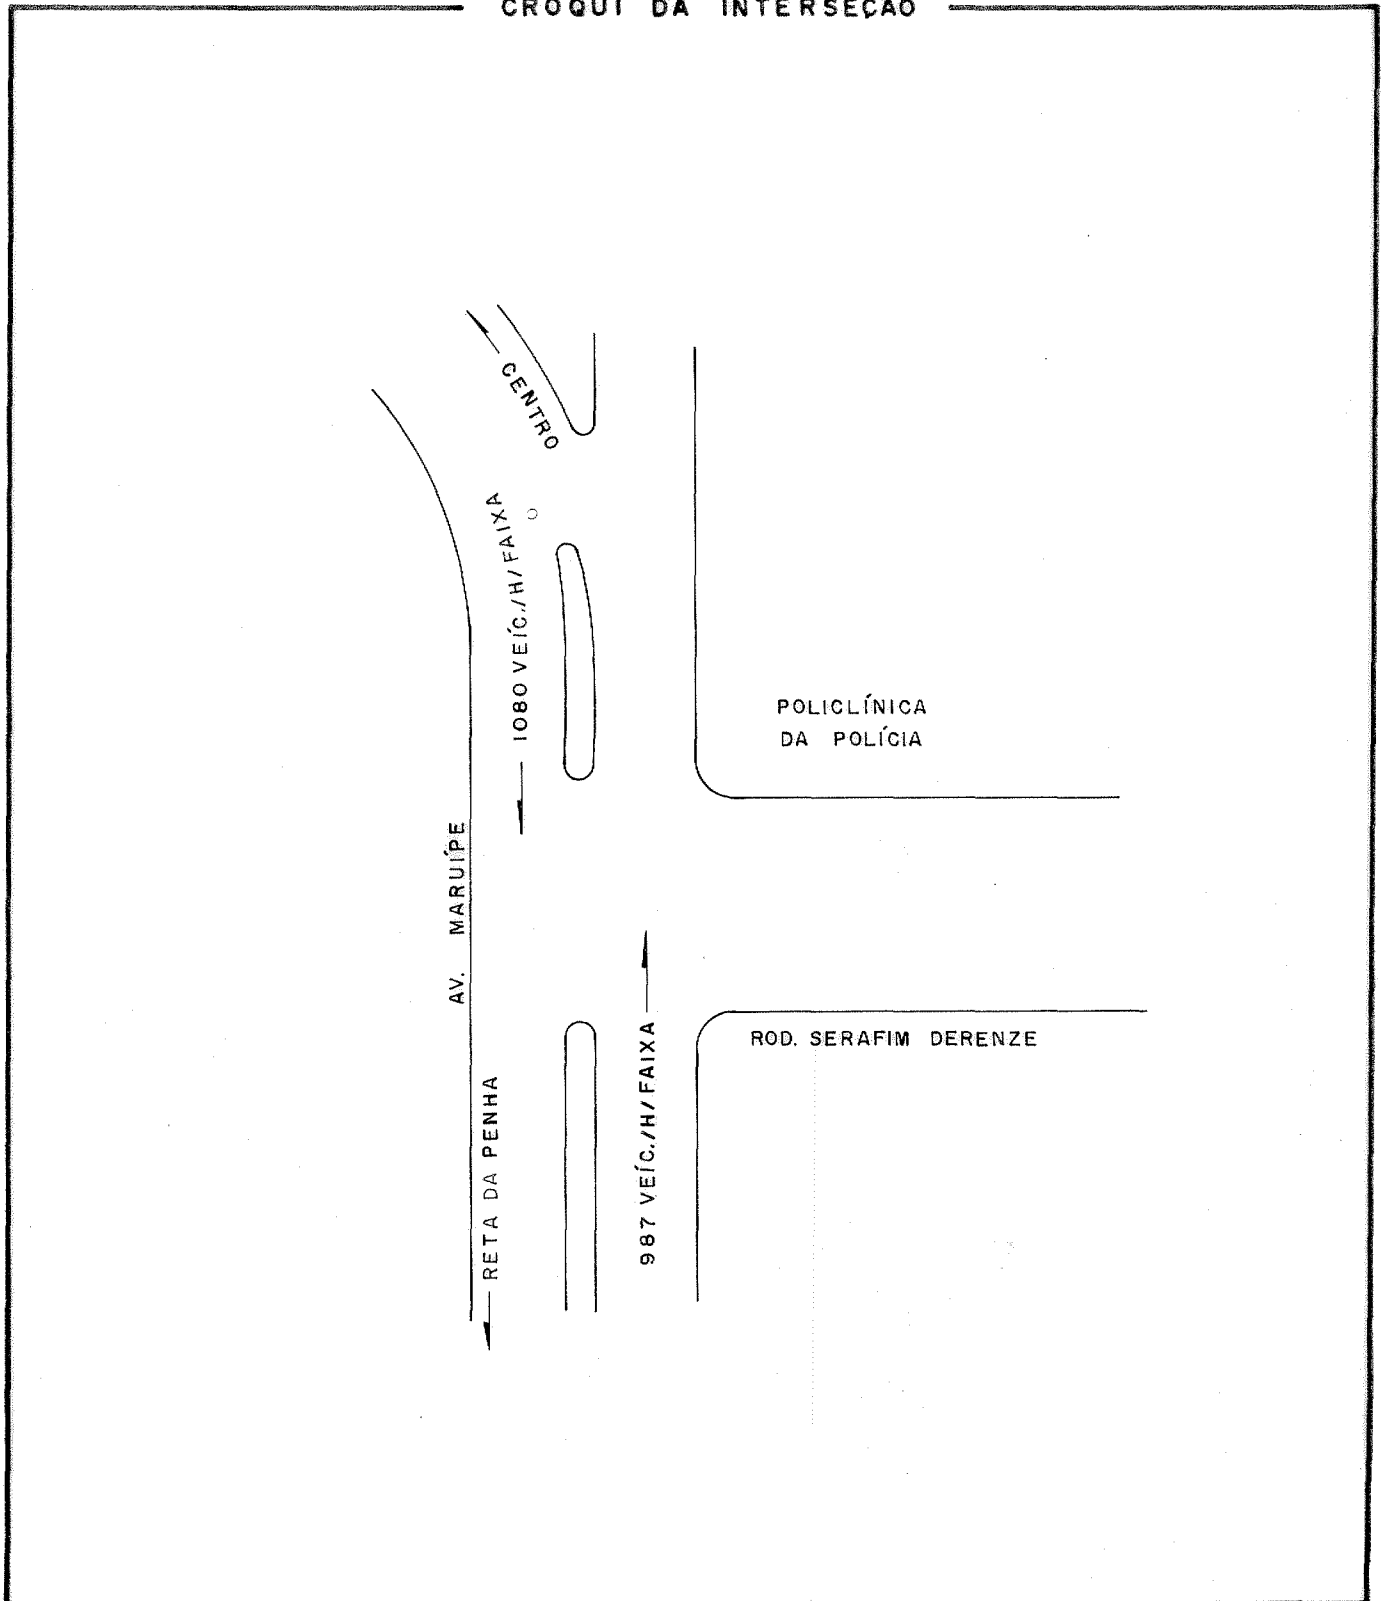 CROQUI DA INTERSEÇÃO
CENTRO
1080 VEÍC./H/FAIXA
POLICLÍNICA
DA POLÍCIA
AV. MARUÍPE
ROD. SERAFIM DERENZE
987 VEÍC./H/FAIXA
RETA DA PENHA